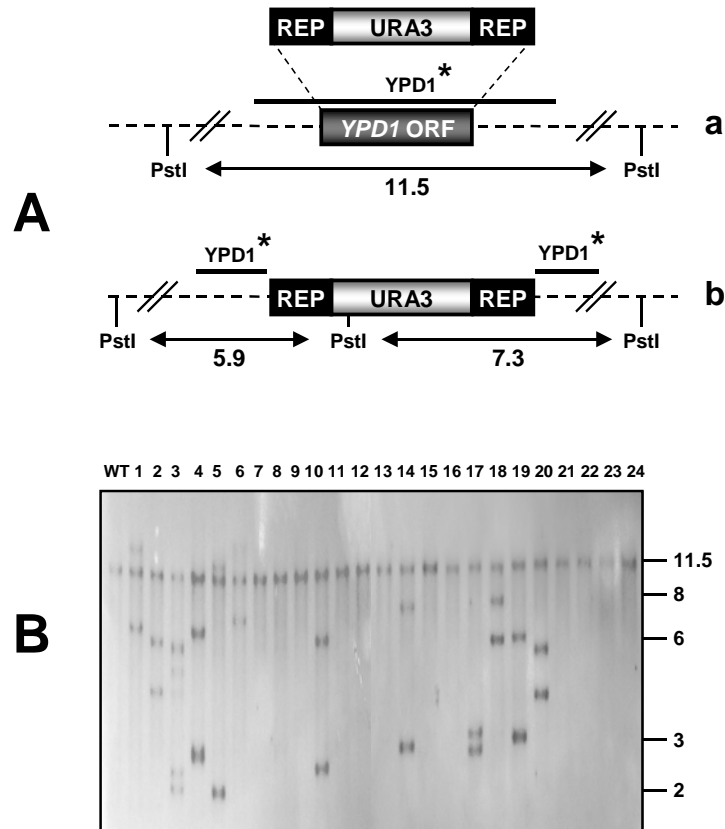 REP URA3 REP
YPD1*
YPD1 ORF
a
PstI PstI
11.5
A
YPD1* YPD1*
REP URA3 REP
b
PstI PstI PstI
5.9 7.3
WT 1 2 3 4 5 6 7 8 9 10 11 12 13 14 15 16 17 18 19 20 21 22 23 24
11.5
8
B
6
3
2